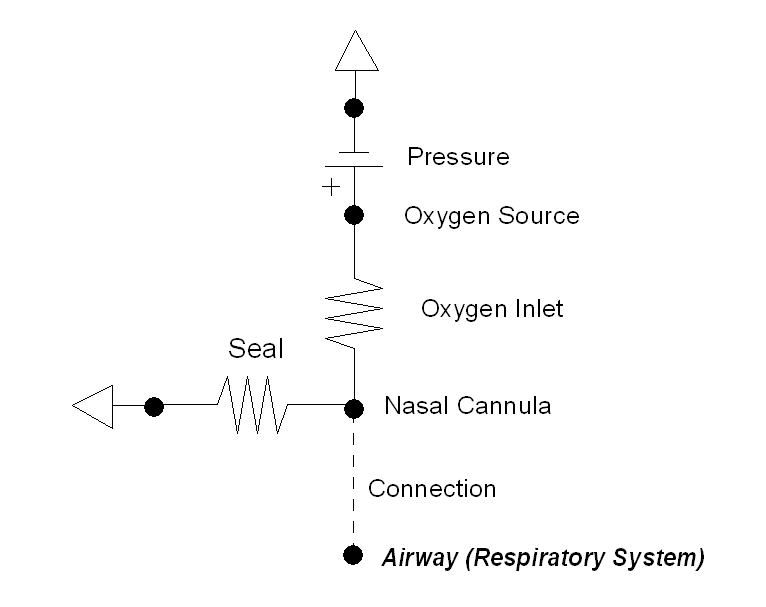 Pressure
+
Oxygen Source
Oxygen Inlet
Seal
Nasal Cannula
Connection
Airway (Respiratory System)